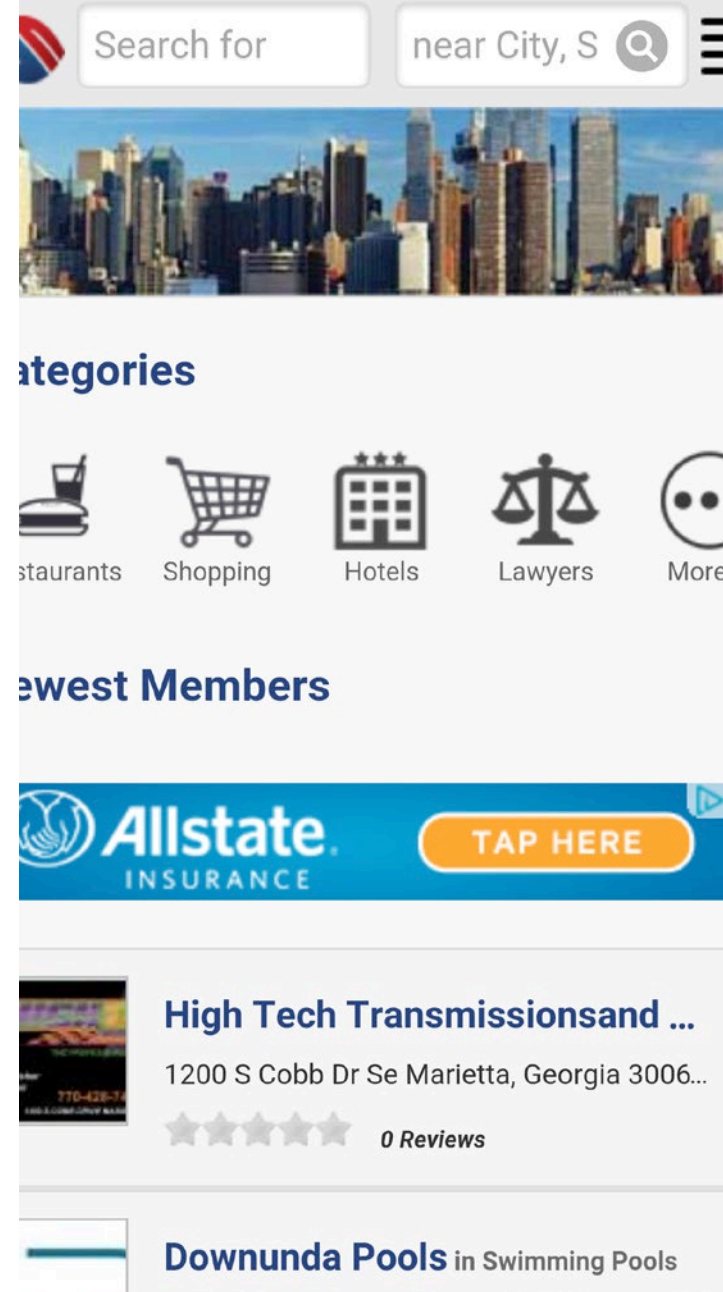 Search for
near City, S
ategories
staurants
Shopping
Hotels
Lawyers
More
ewest Members
Allstate.
INSURANCE
TAP HERE
High Tech Transmissionsand ...
1200 S Cobb Dr Se Marietta, Georgia 3006...
0 Reviews
Downunda Pools in Swimming Pools